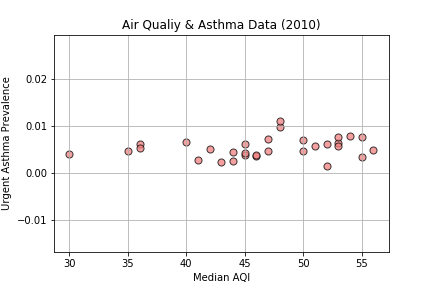 Air Qualiy & Asthma Data (2010)
Urgent Asthma Prevalence
0.02
0.01
0.00
−0.01
30 35 40 45 50 55
Median AQI